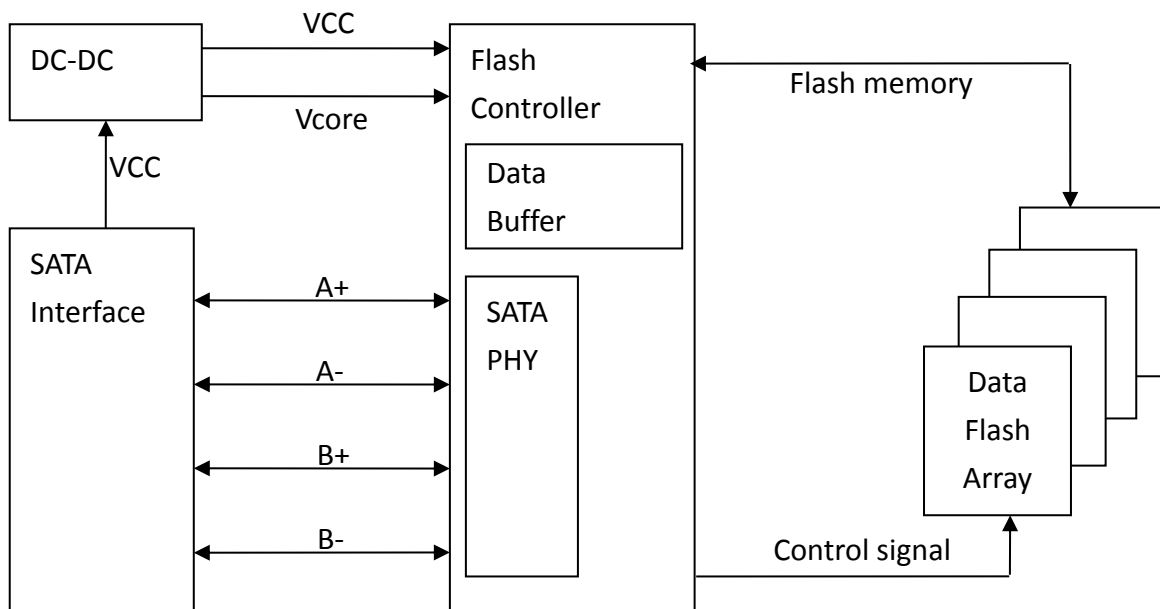 VCC
DC-DC
Vcore
VCC
SATA
Interface
A+
A-
B+
B-
Flash
Controller
Data
Buffer
SATA
PHY
Flash memory
Data
Flash
Array
Control signal